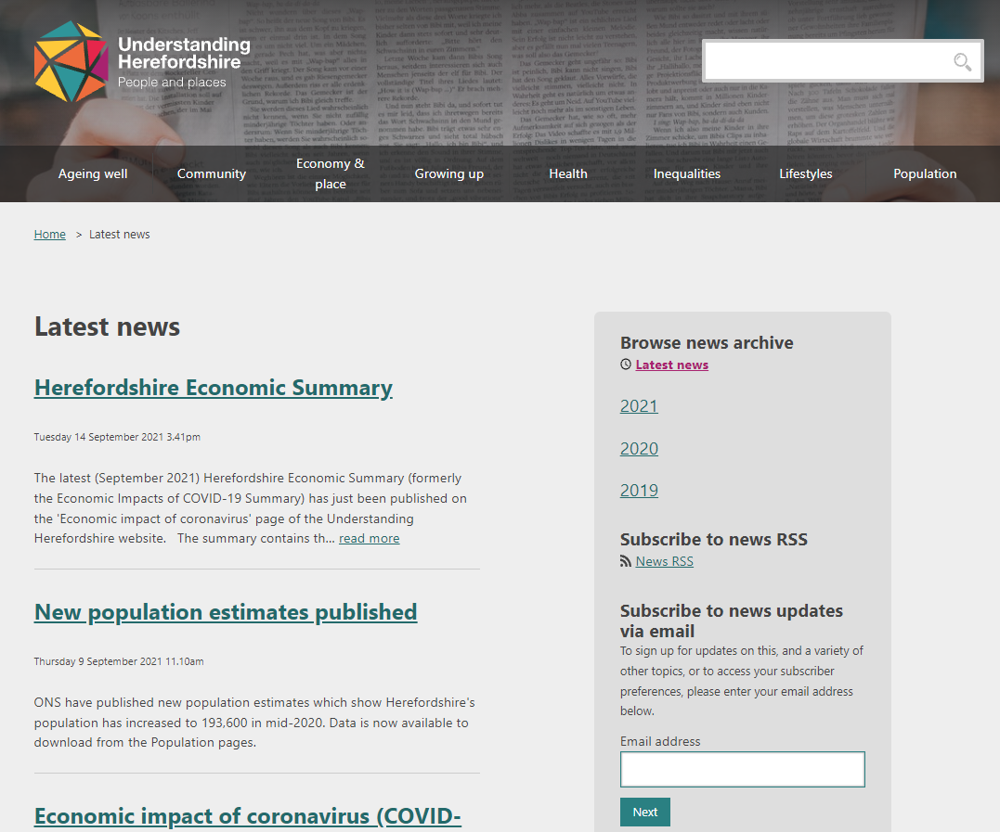 Understanding
Herefordshire
People and places
Ageing well
Community
Economy &
place
Growing up
Health
Inequalities
Lifestyles
Population
Home > Latest news
Latest news
Herefordshire Economic Summary
Tuesday 14 September 2021 3.41pm
The latest (September 2021) Herefordshire Economic Summary (formerly
the Economic Impacts of COVID-19 Summary) has just been published on
the 'Economic impact of coronavirus' page of the Understanding
Herefordshire website.   The summary contains th... read more
New population estimates published
Thursday 9 September 2021 11.10am
ONS have published new population estimates which show Herefordshire's
population has increased to 193,600 in mid-2020. Data is now available to
download from the Population pages.
Economic impact of coronavirus (COVID-
Browse news archive
Latest news
2021
2020
2019
Subscribe to news RSS
News RSS
Subscribe to news updates
via email
To sign up for updates on this, and a variety of
other topics, or to access your subscriber
preferences, please enter your email address
below.
Email address
Next